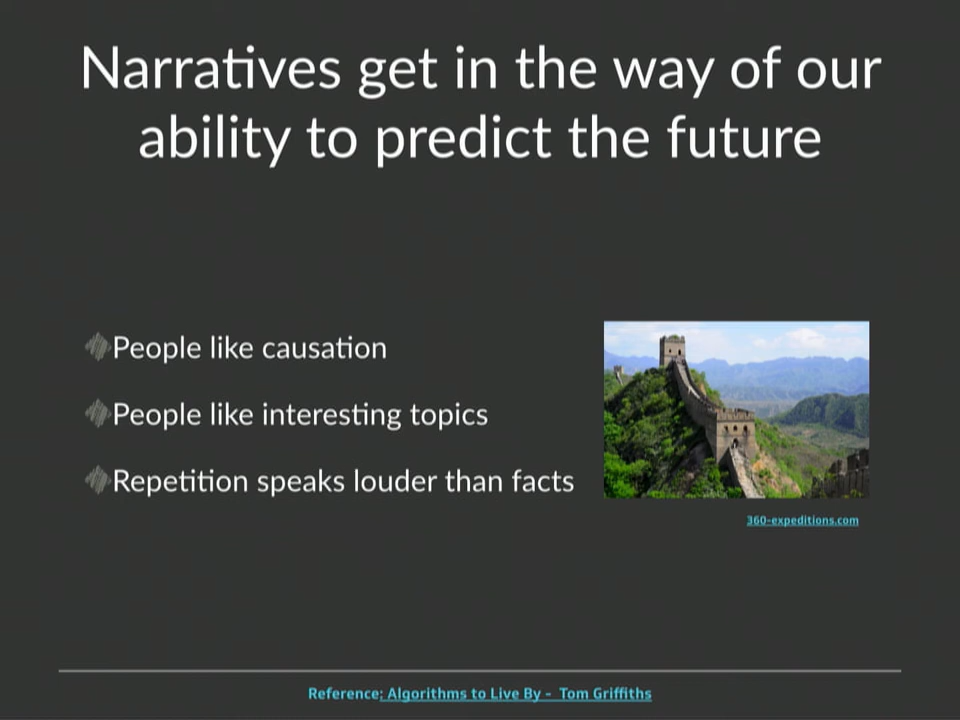 Narratives get in the way of our
ability to predict the future
People like causation
People like interesting topics
Repetition speaks louder than facts
360-expeditions.com
Reference: Algorithms to Live By - Tom Griffiths